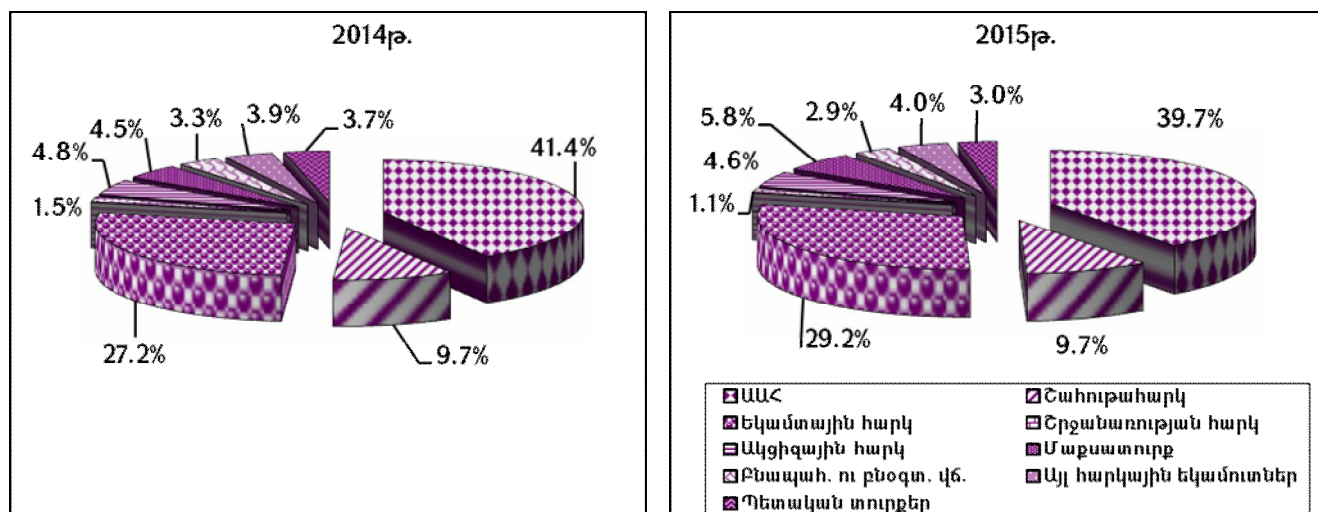 2014թ.
3.3%
3.9%
3.7%
4.5%
4.8%
41.4%
1.5%
27.2%
9.7%
2015թ.
5.8%
2.9%
4.0%
3.0%
39.7%
4.6%
1.1%
29.2%
9.7%
ԱԱՀ
Շահութահարկ
Եկամտային հարկ
Շրջանառության հարկ
Ակցիզային հարկ
Մաքսատուրք
Բնապահ. ու բնօգտ. վճ.
Այլ հարկային եկամուտներ
Պետական տուրքեր